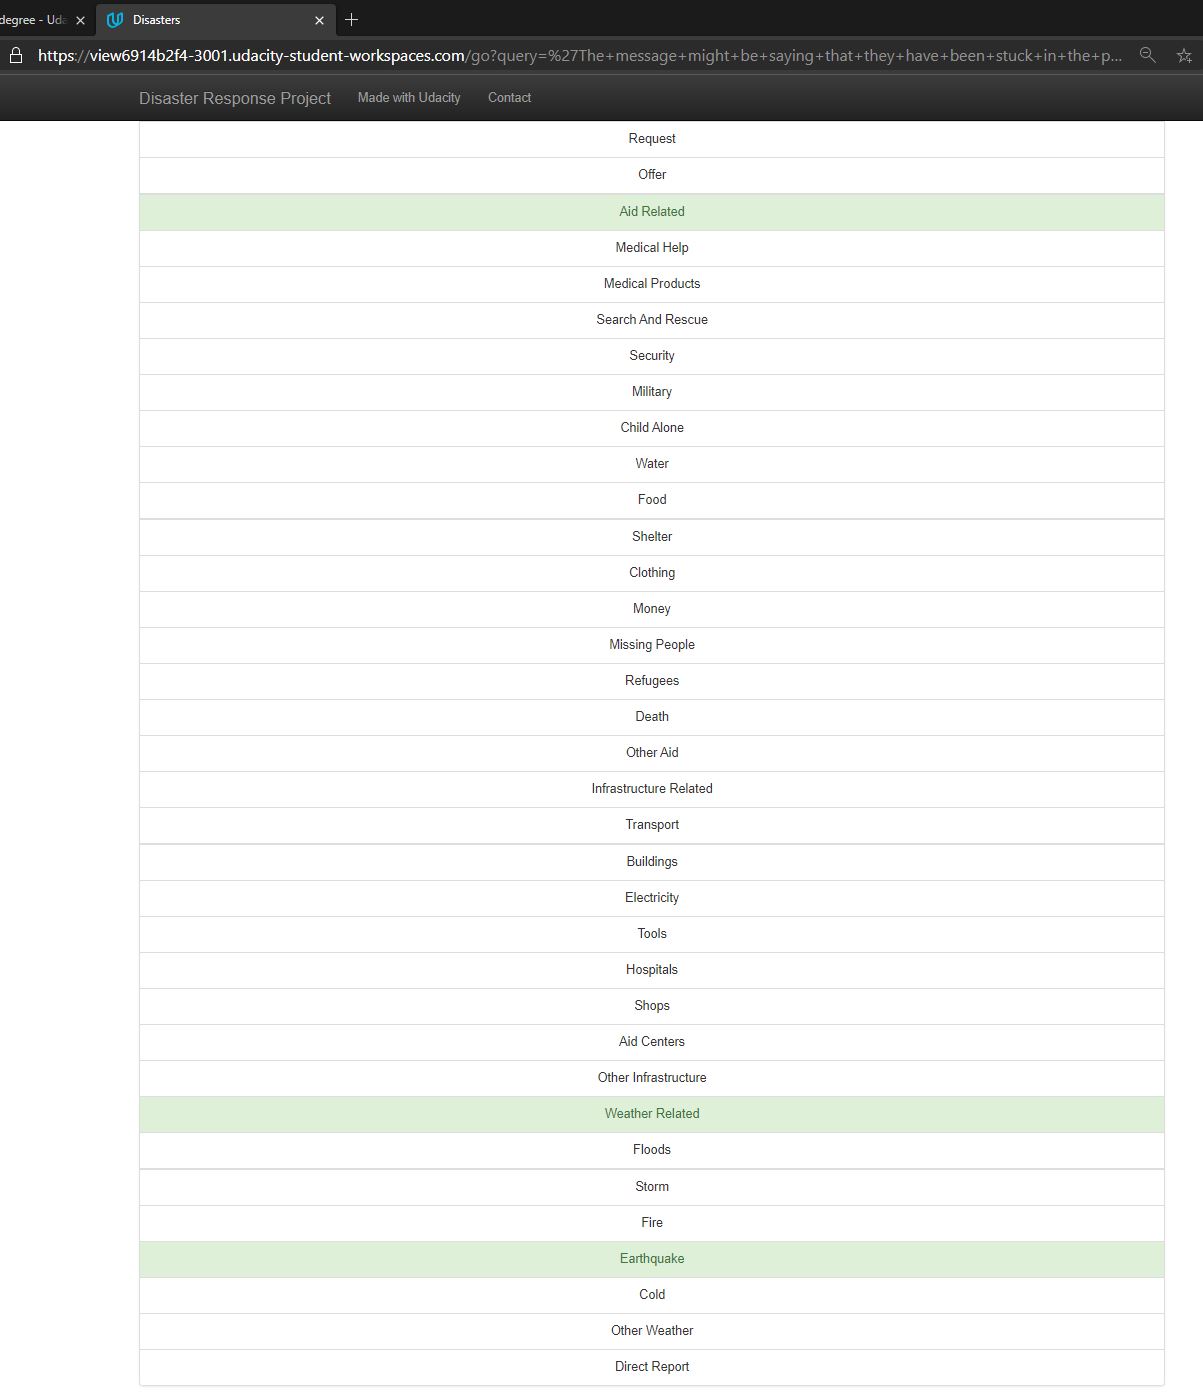 degree - Uda
Disasters
https://view6914b2f4-3001.udacity-student-workspaces.com/go?query=%27The+message+might+be+saying+that+they+have+been+stuck+in+the+p...
Disaster Response Project Made with Udacity Contact
Request
Offer
Aid Related
Medical Help
Medical Products
Search And Rescue
Security
Military
Child Alone
Water
Food
Shelter
Clothing
Money
Missing People
Refugees
Death
Other Aid
Infrastructure Related
Transport
Buildings
Electricity
Tools
Hospitals
Shops
Aid Centers
Other Infrastructure
Weather Related
Floods
Storm
Fire
Earthquake
Cold
Other Weather
Direct Report